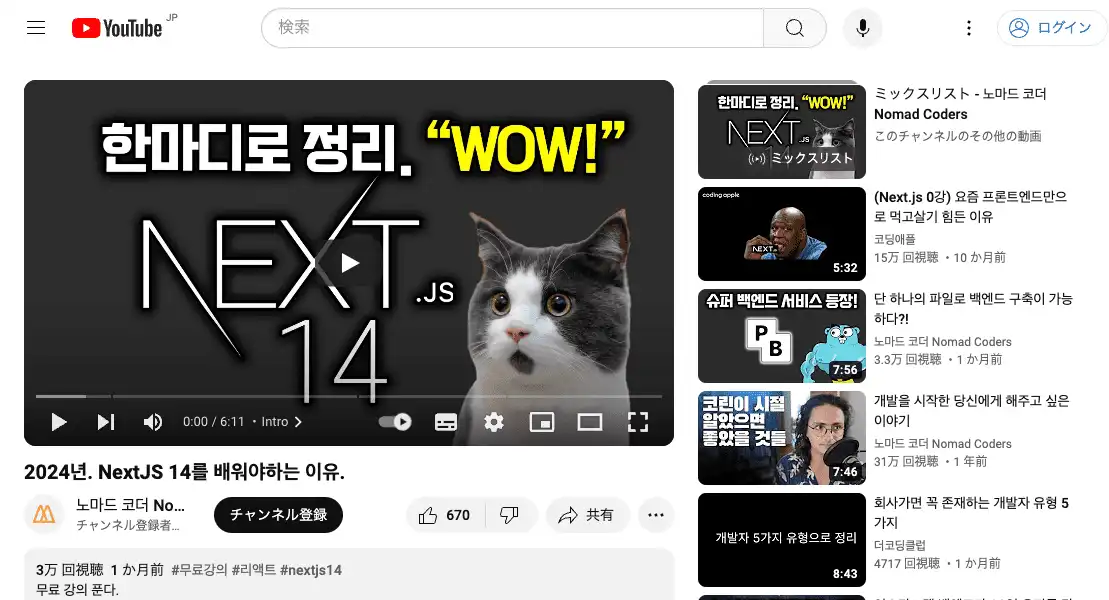 YouTube JP
検索
ログイン
한마디로 정리. “WOW!”
NEXT.JS
14
0:00 / 6:11 · Intro
2024년. NextJS 14를 배워야하는 이유.
노마드 코더 No...
チャンネル登録者...
チャンネル登録
670
共有
3万 回視聴 1 か月前 #무료강의 #리액트 #nextjs14
무료 강의 푼다.
한마디로 정리. “WOW!”
NEXT.JS
14
ミックスリスト
ミックスリスト - 노마드 코더
Nomad Coders
このチャンネルのその他の動画
coding apple
NEXT.JS
5:32
(Next.js 0강) 요즘 프론트엔드만으
로 먹고살기 힘든 이유
코딩애플
15万 回視聴 · 10 か月前
슈퍼 백엔드 서비스 등장!
P
B
7:56
단 하나의 파일로 백엔드 구축이 가능
하다?!
노마드 코더 Nomad Coders
3.3万 回視聴 · 1 か月前
코린이 시절
알았으면
좋았을 것들
7:46
개발을 시작한 당신에게 해주고 싶은
이야기
노마드 코더 Nomad Coders
31万 回視聴 · 1 年前
개발자 5가지 유형으로 정리
8:43
회사가면 꼭 존재하는 개발자 유형 5
가지
더코딩클럽
4717 回視聴 · 1 か月前